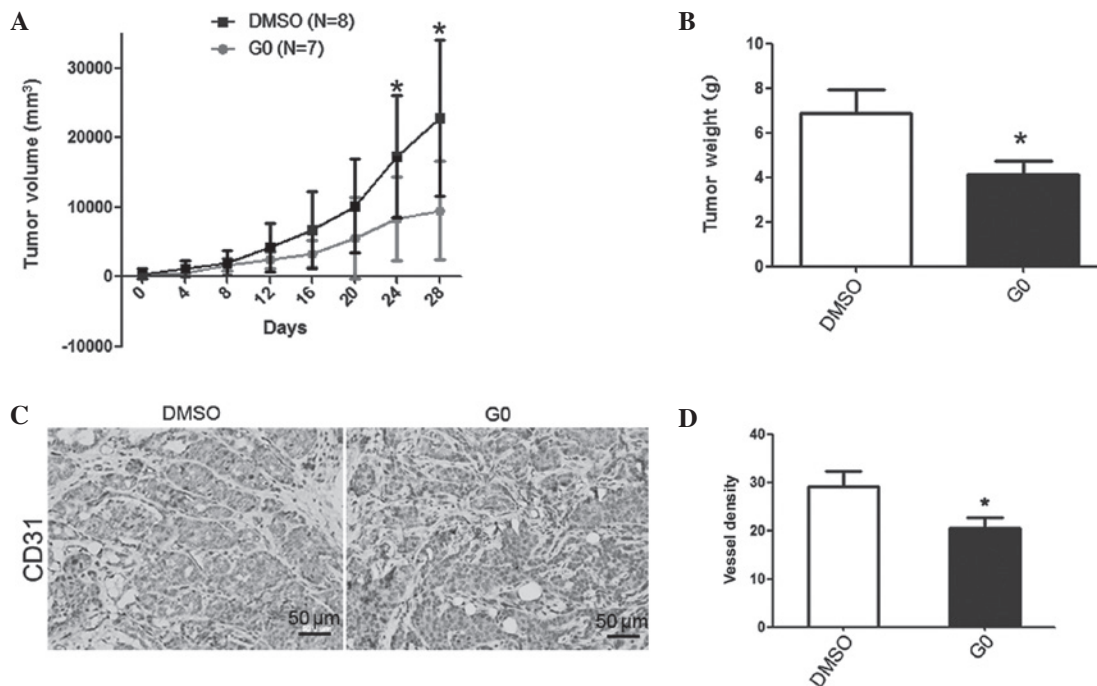 A
DMSO (N=8)
G0 (N=7)
*
*
Tumor volume (mm³)
30000
20000
10000
0
-10000
0
4
8
12
16
20
24
28
Days
B
Tumor weight (g)
10
8
6
4
2
0
*
DMSO
G0
C
DMSO
G0
CD31
50 µm
50 µm
D
Vessel density
40
30
20
10
0
*
DMSO
G0